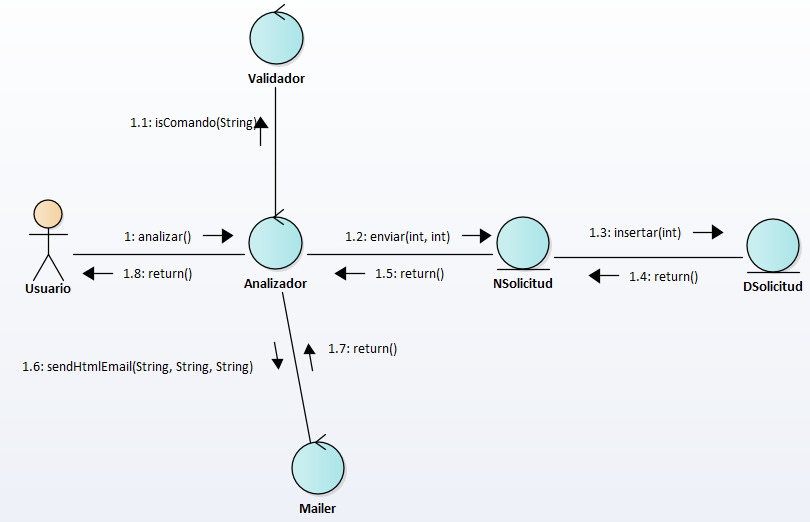 Validador
1.1: isComando(String)
1: analizar()
1.2: enviar(int, int)
1.3: insertar(int)
1.8: return()
1.5: return()
1.4: return()
Usuario
Analizador
NSolicitud
DSolicitud
1.7: return()
1.6: sendHtmlEmail(String, String, String)
Mailer